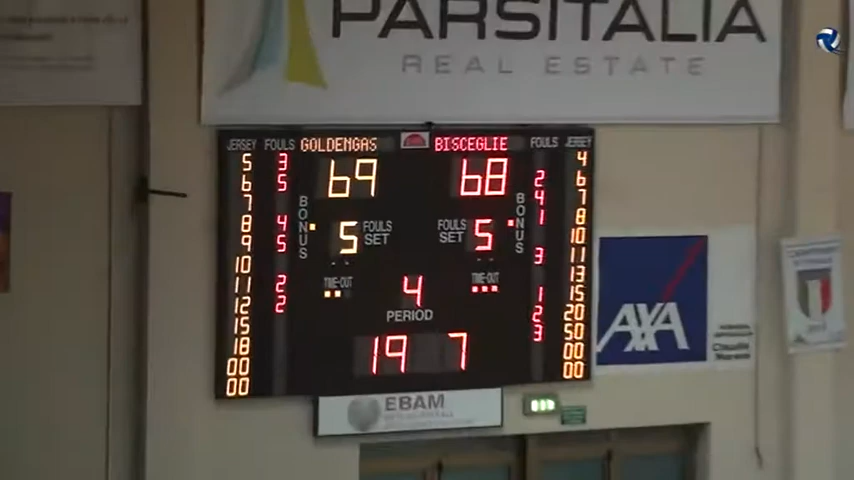 PARSITALIA
REAL ESTATE
JERSEY FOULS GOLDENGAS BISCEGLIE FOULS JERSEY
5 3 69 68 4
6 5 2 6
7 4 7
8 4 1 8
9 5 10
10 3 11
11 2 13
12 2 1 15
15 2 20
18 3 50
00 00
00 00
BONUS 5 FOULS SET FOULS SET 5 BONUS
TIME-OUT TIME-OUT
4
PERIOD
19 7
AXA
EBAM